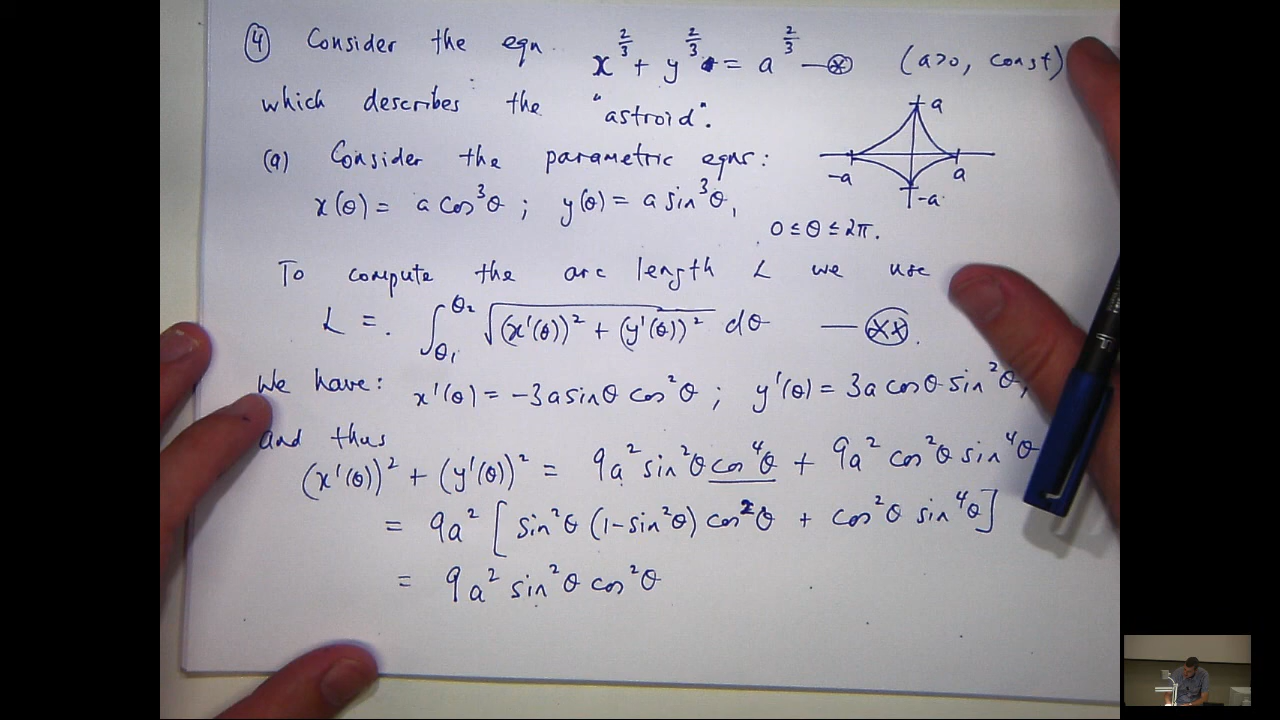 ④ Consider the eqn. x^{2/3} + y^{2/3} = a^{2/3} —⊛ (a>0, const)
which describes the "astroid".
a
-a
a
-a
(a) Consider the parametric eqns:
x(θ) = a cos³θ ; y(θ) = a sin³θ,
0 ≤ θ ≤ 2π.
To compute the arc length L we use
L = ∫_{θ₁}^{θ₂} √((x'(θ))² + (y'(θ))²) dθ —(**).
We have: x'(θ) = -3a sinθ cos²θ ; y'(θ) = 3a cosθ sin²θ,
and thus
(x'(θ))² + (y'(θ))² = 9a² sin²θ cos⁴θ + 9a² cos²θ sin⁴θ
= 9a² [sin²θ (1-sin²θ) cos²θ + cos²θ sin⁴θ]
= 9a² sin²θ cos²θ